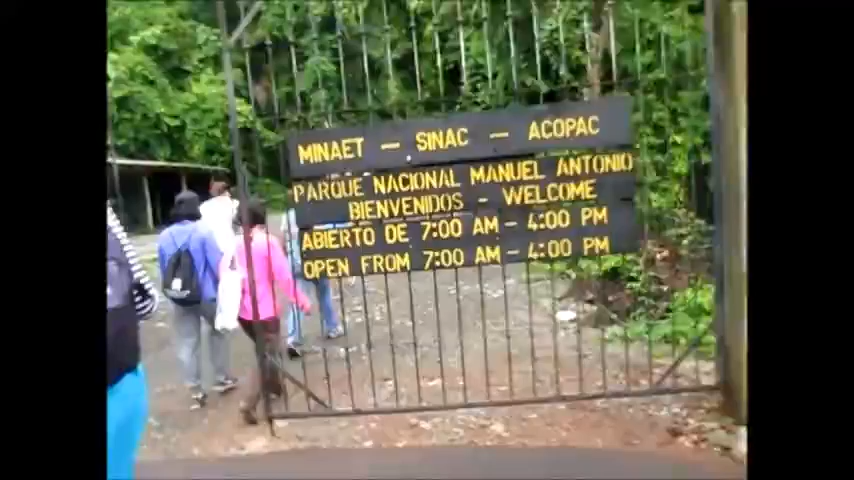 MINAET - SINAC - ACOPAC
PARQUE NACIONAL MANUEL ANTONIO
BIENVENIDOS - WELCOME
ABIERTO DE 7:00 AM - 4:00 PM
OPEN FROM 7:00 AM - 4:00 PM